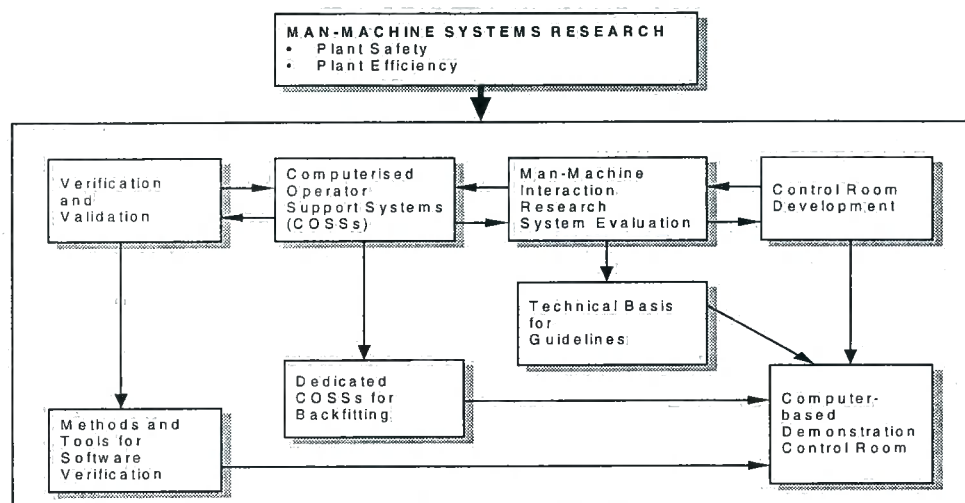 MAN-MACHINE SYSTEMS RESEARCH
• Plant Safety
• Plant Efficiency
Verification
and
Validation
Computerised
Operator
Support Systems
(COSSs)
Man-Machine
Interaction
Research
System Evaluation
Control Room
Development
Technical Basis
for
Guidelines
Dedicated
COSSs for
Backfitting
Computer-
based
Demonstration
Control Room
Methods and
Tools for
Software
Verification